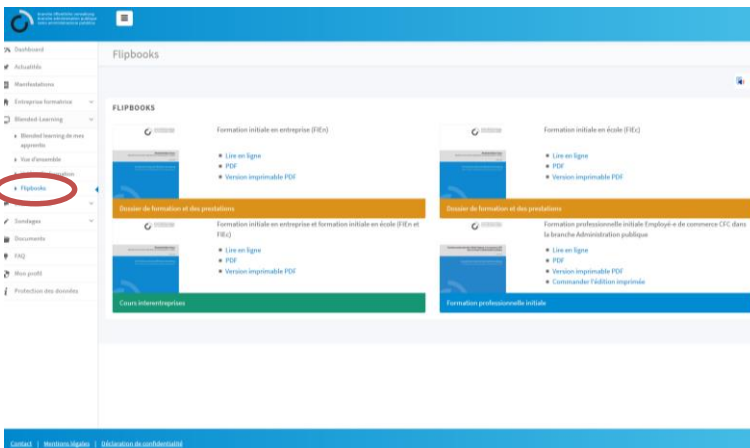 Flipbooks
Dashboard
Actualités
Manifestations
Entreprise formatrice
Blended Learning
Blended learning de mes
apprentis
Vue d'ensemble
Flipbooks
Sondages
Documents
FAQ
Mon profil
Protection des données
FLIPBOOKS
Formation initiale en entreprise (FIEn)
Lire en ligne
PDF
Version imprimable PDF
Dossier de formation et des prestations
Formation initiale en école (FIEc)
Lire en ligne
PDF
Version imprimable PDF
Dossier de formation et des prestations
Formation initiale en entreprise et formation initiale en école (FIEn et
FIEc)
Lire en ligne
PDF
Version imprimable PDF
Cours interentreprises
Formation professionnelle initiale Employé-e de commerce CFC dans
la branche Administration publique
Lire en ligne
PDF
Version imprimable PDF
Commander l'édition imprimée
Formation professionnelle initiale
Contact | Mentions légales | Déclaration de confidentialité